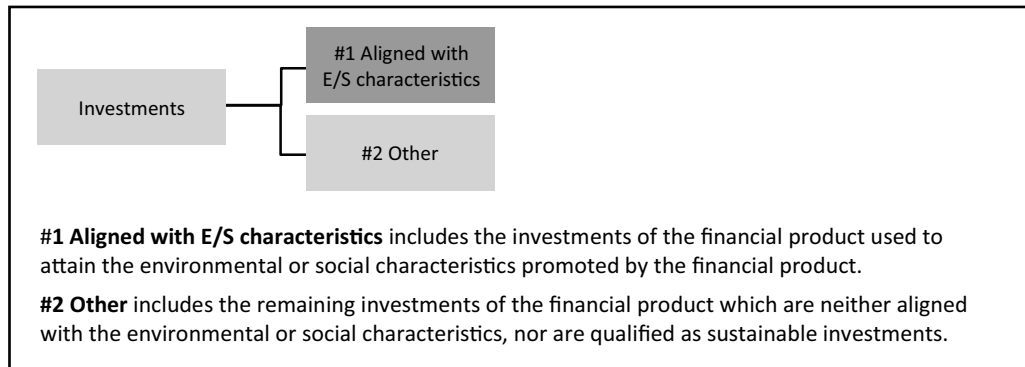 #1 Aligned with
E/S characteristics
Investments
#2 Other
#1 Aligned with E/S characteristics includes the investments of the financial product used to
attain the environmental or social characteristics promoted by the financial product.
#2 Other includes the remaining investments of the financial product which are neither aligned
with the environmental or social characteristics, nor are qualified as sustainable investments.